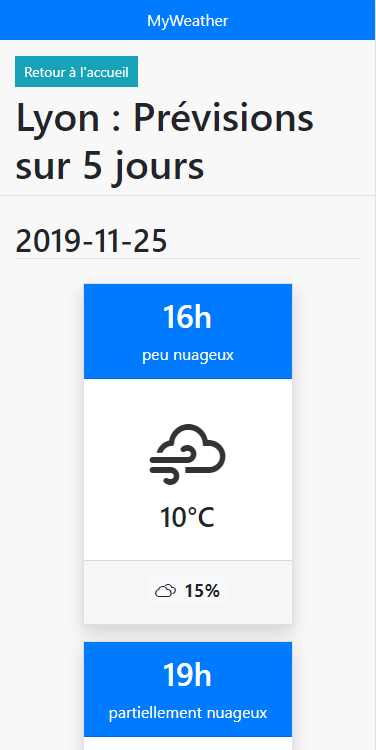 MyWeather
Retour à l'accueil
Lyon : Prévisions
sur 5 jours
2019-11-25
16h
peu nuageux
10°C
15%
19h
partiellement nuageux